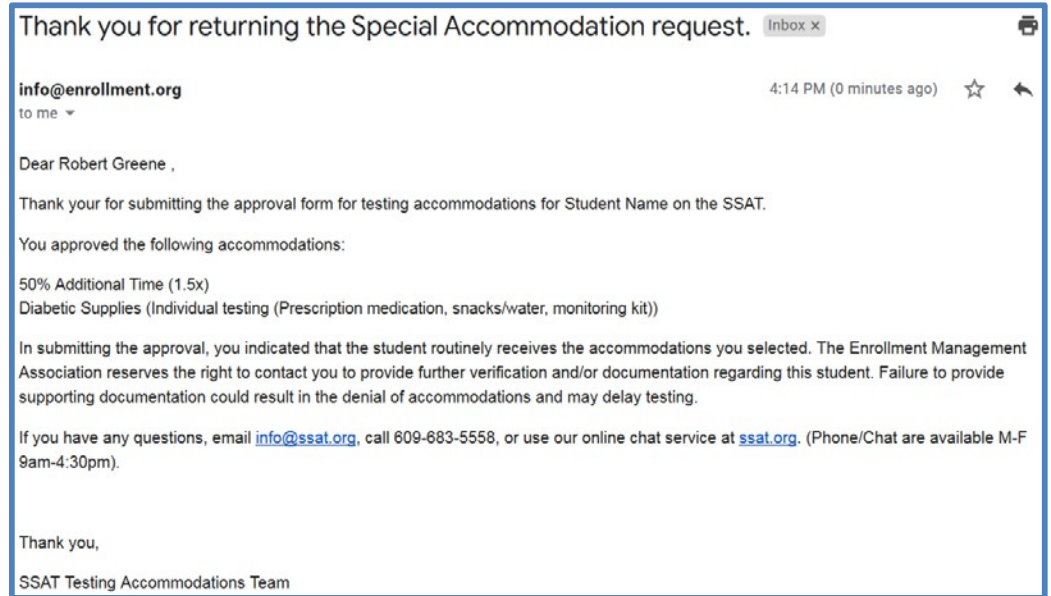 Thank you for returning the Special Accommodation request. Inbox x
info@enrollment.org 4:14 PM (0 minutes ago)
to me
Dear Robert Greene ,
Thank your for submitting the approval form for testing accommodations for Student Name on the SSAT.
You approved the following accommodations:
50% Additional Time (1.5x)
Diabetic Supplies (Individual testing (Prescription medication, snacks/water, monitoring kit))
In submitting the approval, you indicated that the student routinely receives the accommodations you selected. The Enrollment Management
Association reserves the right to contact you to provide further verification and/or documentation regarding this student. Failure to provide
supporting documentation could result in the denial of accommodations and may delay testing.
If you have any questions, email info@ssat.org, call 609-683-5558, or use our online chat service at ssat.org. (Phone/Chat are available M-F
9am-4:30pm).
Thank you,
SSAT Testing Accommodations Team